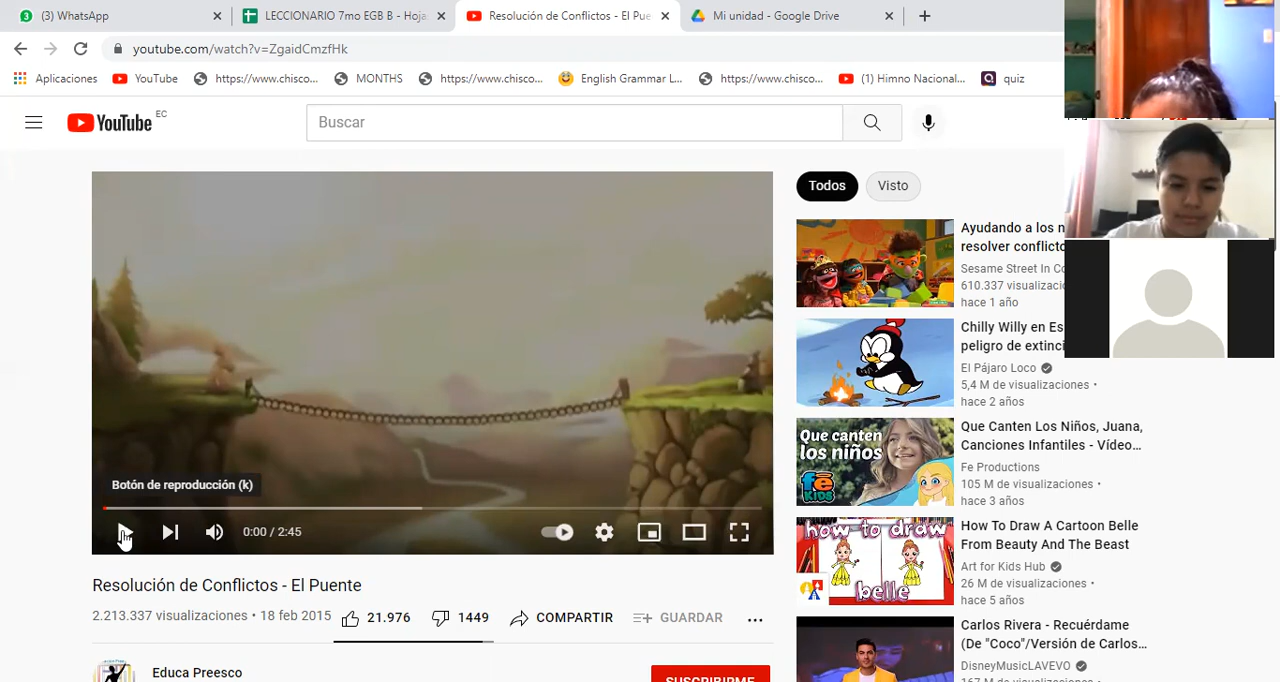 (3) WhatsApp
LECCIONARIO 7mo EGB B - Hoja
Resolución de Conflictos - El Pue
Mi unidad - Google Drive
youtube.com/watch?v=ZgaidCmzfHk
Aplicaciones
YouTube
https://www.chisco...
MONTHS
https://www.chisco...
English Grammar L...
https://www.chisco...
(1) Himno Nacional...
quiz
YouTube EC
Buscar
Todos
Visto
Botón de reproducción (k)
0:00 / 2:45
Resolución de Conflictos - El Puente
2.213.337 visualizaciones • 18 feb 2015
21.976
1449
COMPARTIR
GUARDAR
...
Educa Preesco
SUSCRIBIRME
Ayudando a los n
resolver conflicto
Sesame Street In Co
610.337 visualizacio
hace 1 año
Chilly Willy en Es
peligro de extinci
El Pájaro Loco
5,4 M de visualizaciones •
hace 2 años
Que canten
los niños
fe
KIDS
Que Canten Los Niños, Juana,
Canciones Infantiles - Vídeo...
Fe Productions
105 M de visualizaciones •
hace 3 años
how to draw
belle
How To Draw A Cartoon Belle
From Beauty And The Beast
Art for Kids Hub
26 M de visualizaciones •
hace 5 años
Carlos Rivera - Recuérdame
(De "Coco"/Versión de Carlos...
DisneyMusicLAVEVO
167 M de visualizaciones •